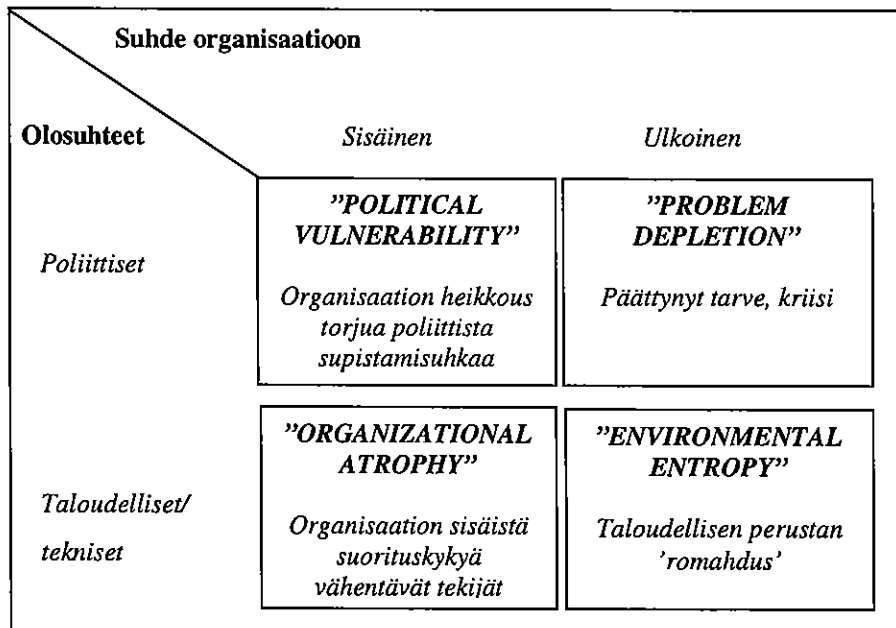 Suhde organisaatioon
Olosuhteet
Sisäinen
Ulkoinen
Poliittiset
"POLITICAL
VULNERABILITY"
Organisaation heikkous
torjua poliittista
supistamisuhkaa
"PROBLEM
DEPLETION"
Päättynyt tarve, kriisi
Taloudelliset/
tekniset
"ORGANIZATIONAL
ATROPHY"
Organisaation sisäistä
suorituskykyä
vähentävät tekijät
"ENVIRONMENTAL
ENTROPY"
Taloudellisen perustan
'romahdus'